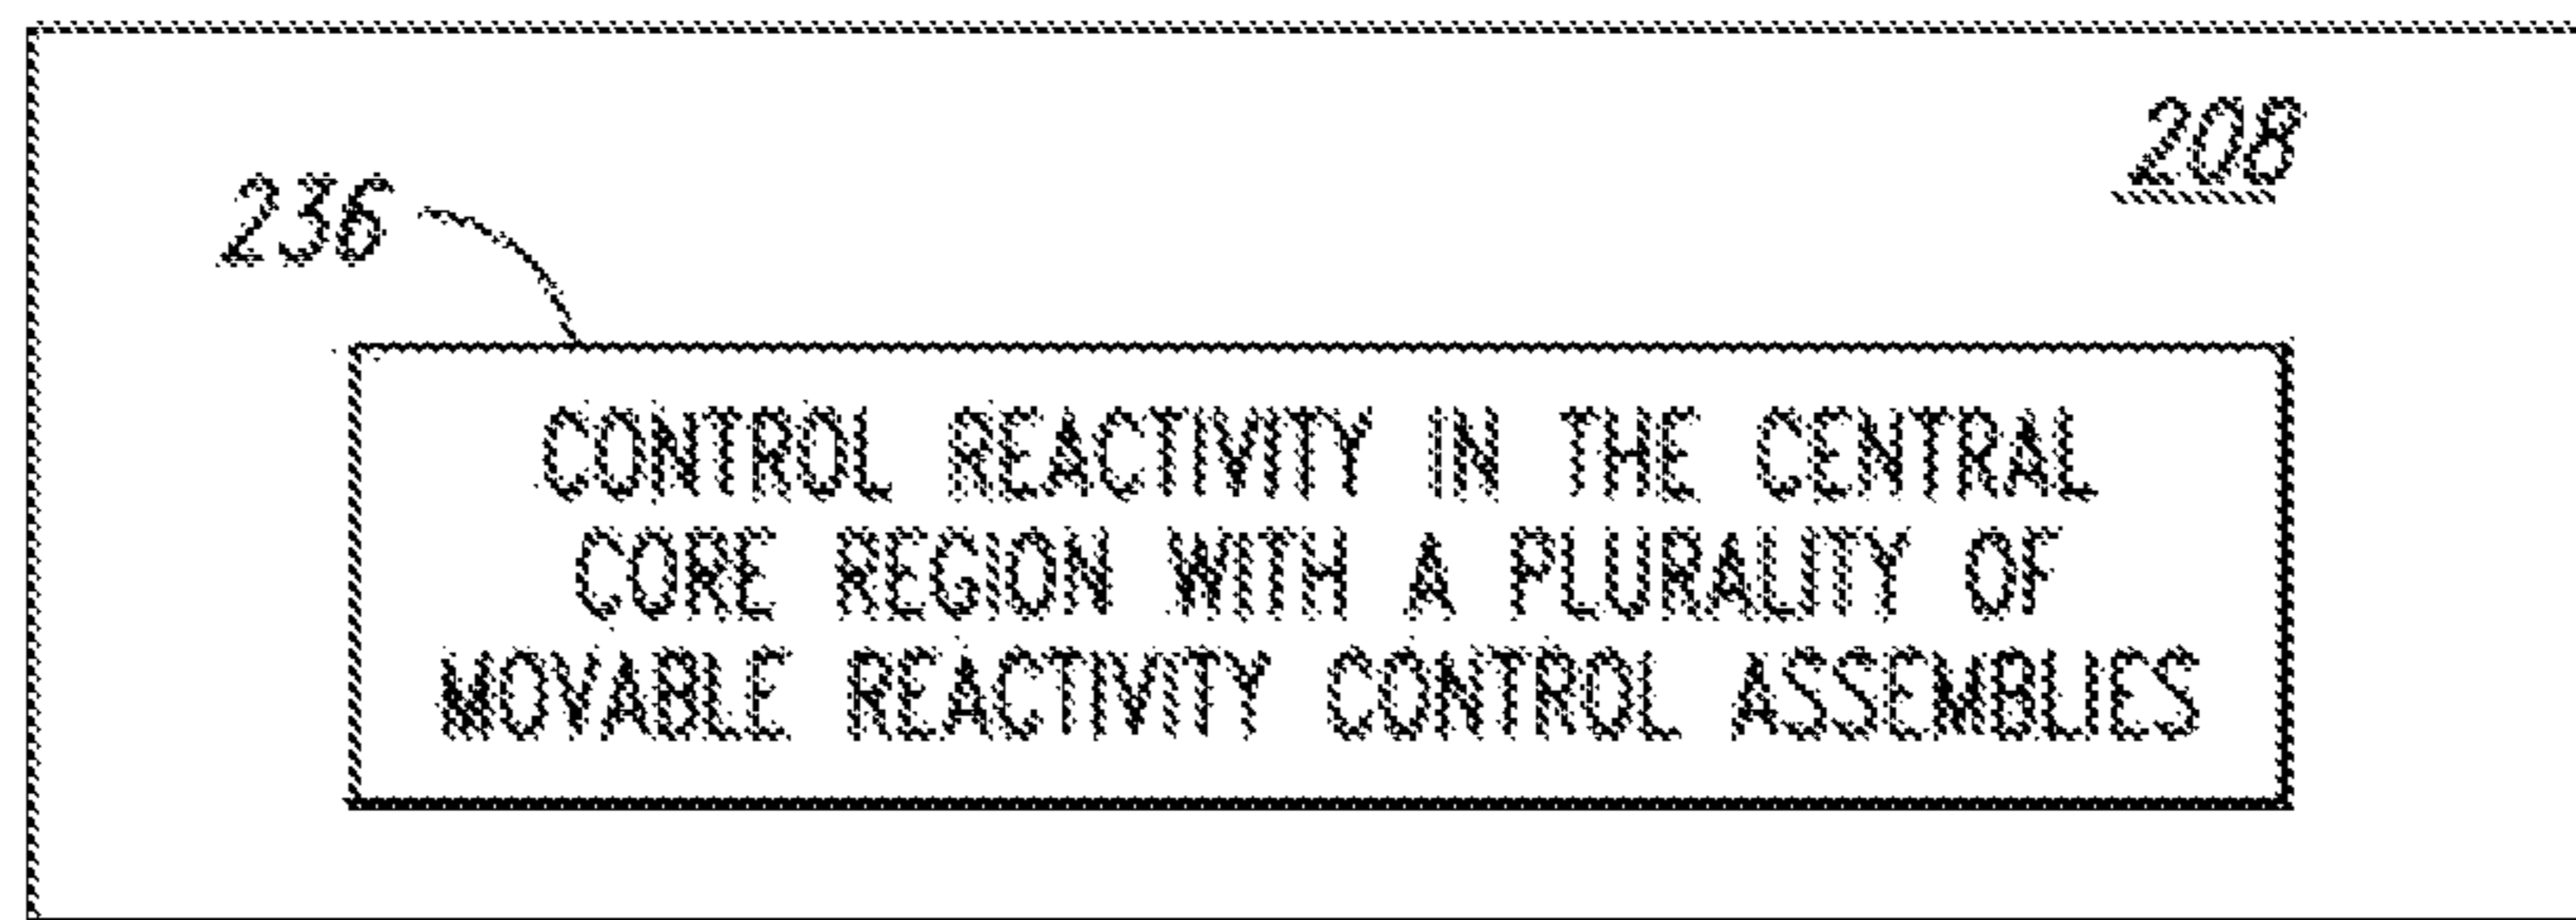 208
236
CONTROL REACTIVITY IN THE CENTRAL
CORE REGION WITH A PLURALITY OF
MOVABLE REACTIVITY CONTROL ASSEMBLIES